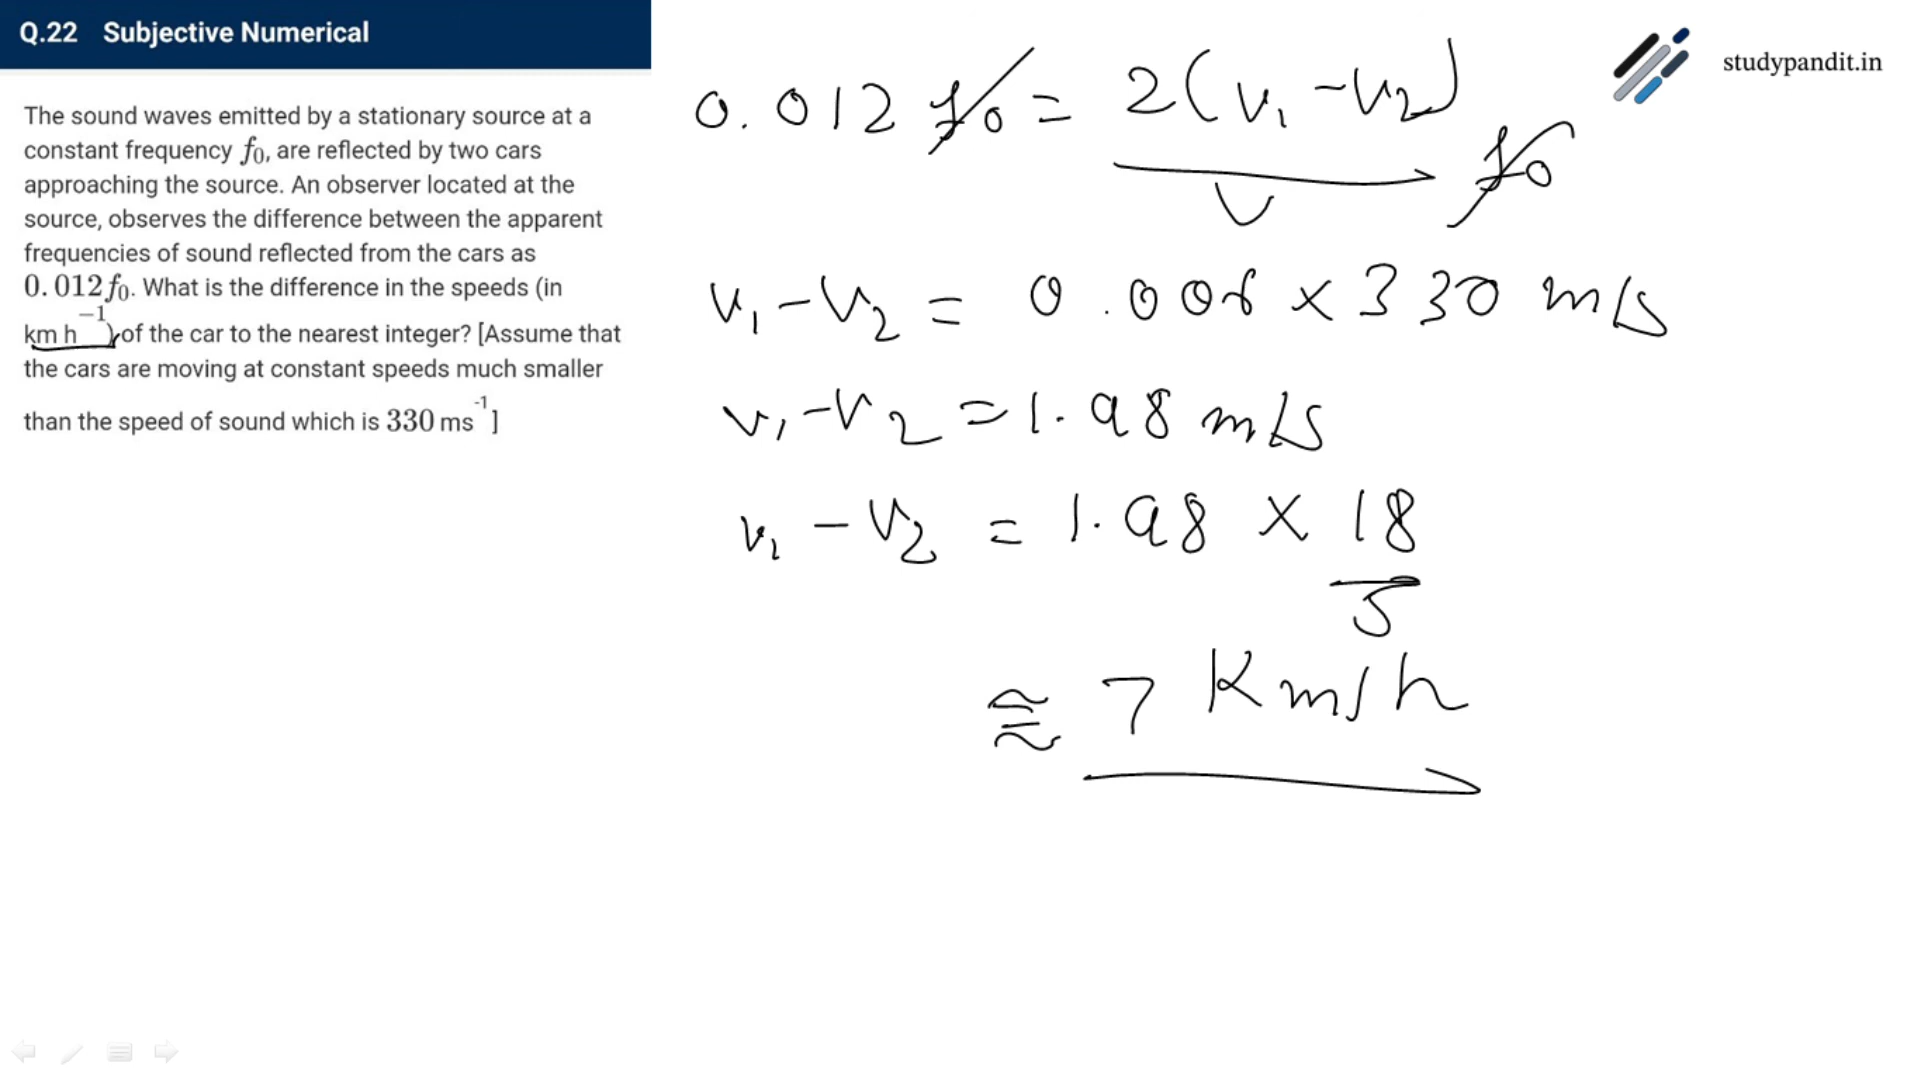 Q.22 Subjective Numerical
The sound waves emitted by a stationary source at a
constant frequency f₀, are reflected by two cars
approaching the source. An observer located at the
source, observes the difference between the apparent
frequencies of sound reflected from the cars as
0.012f₀. What is the difference in the speeds (in
km h⁻¹) of the car to the nearest integer? [Assume that
the cars are moving at constant speeds much smaller
than the speed of sound which is 330 ms⁻¹]
studypandit.in
0.012 f₀ = 2(v₁ - v₂)
f₀
v
v₁ - v₂ = 0.006 × 330 m/s
v₁ - v₂ = 1.98 m/s
v₁ - v₂ = 1.98 × 18
5
≅ 7 Km/h